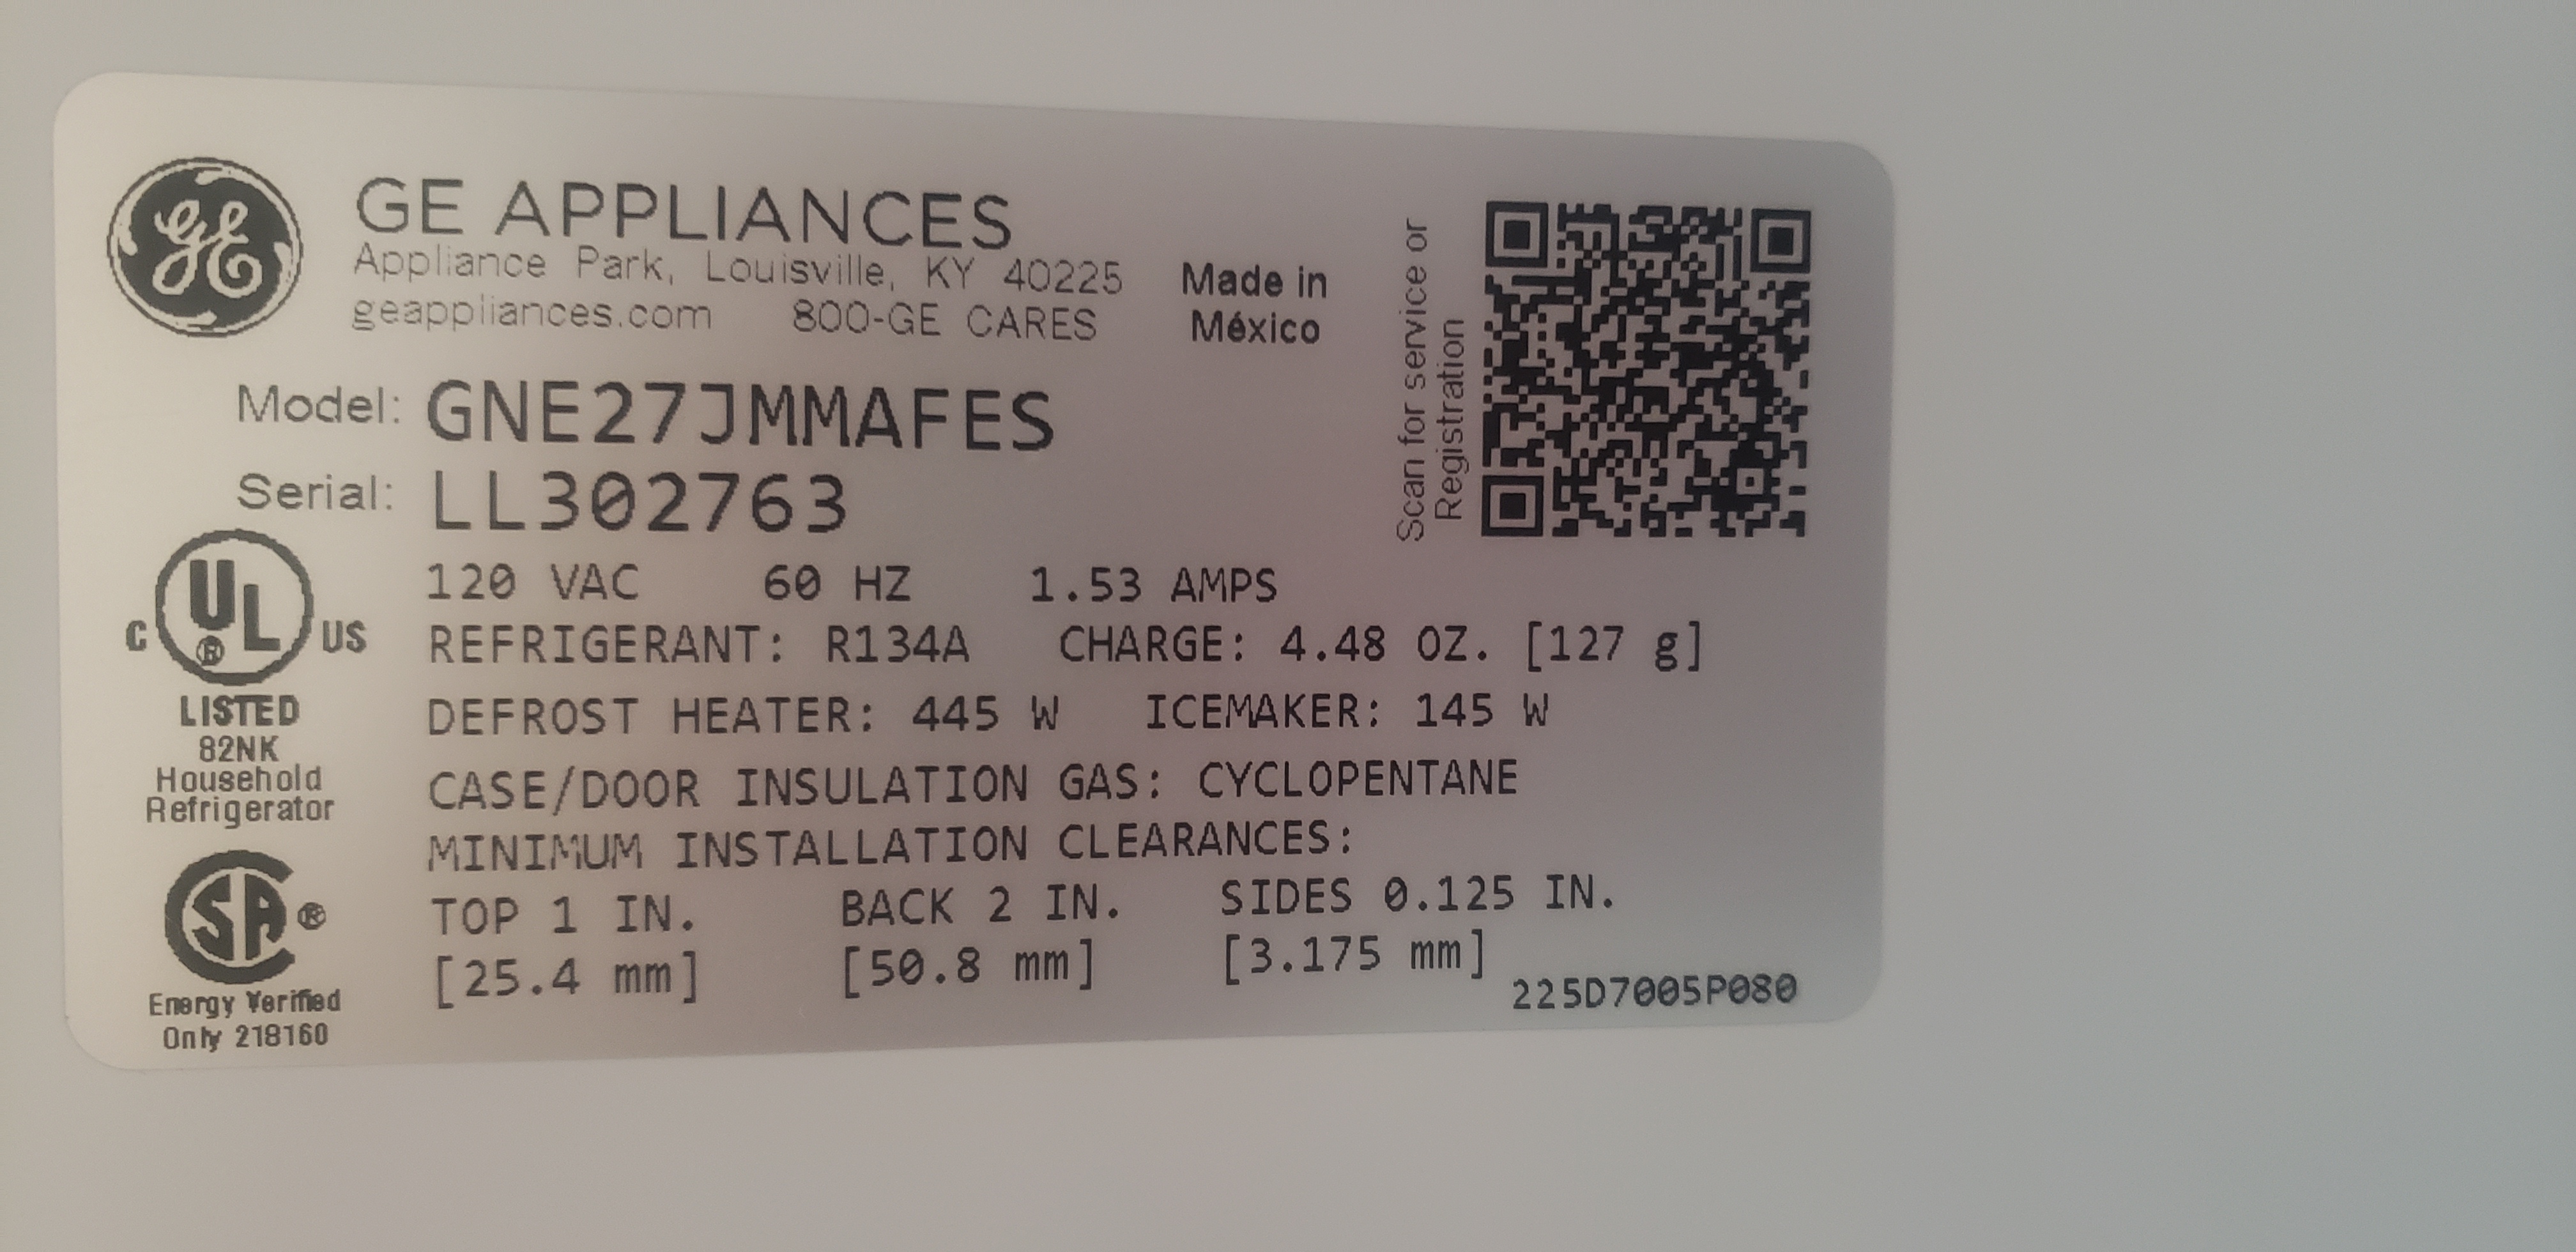 GE
GE APPLIANCES
Appliance Park, Louisville, KY 40225
geappliances.com 800-GE CARES
Made in
México
Scan for service or
Registration
Model: GNE27JMMAFES
Serial: LL302763
C UL® US
LISTED
82NK
Household
Refrigerator
120 VAC 60 HZ 1.53 AMPS
REFRIGERANT: R134A CHARGE: 4.48 OZ. [127 g]
DEFROST HEATER: 445 W ICEMAKER: 145 W
CASE/DOOR INSULATION GAS: CYCLOPENTANE
MINIMUM INSTALLATION CLEARANCES:
TOP 1 IN. BACK 2 IN. SIDES 0.125 IN.
[25.4 mm] [50.8 mm] [3.175 mm]
SA®
Energy Verified
Only 218160
225D7005P080